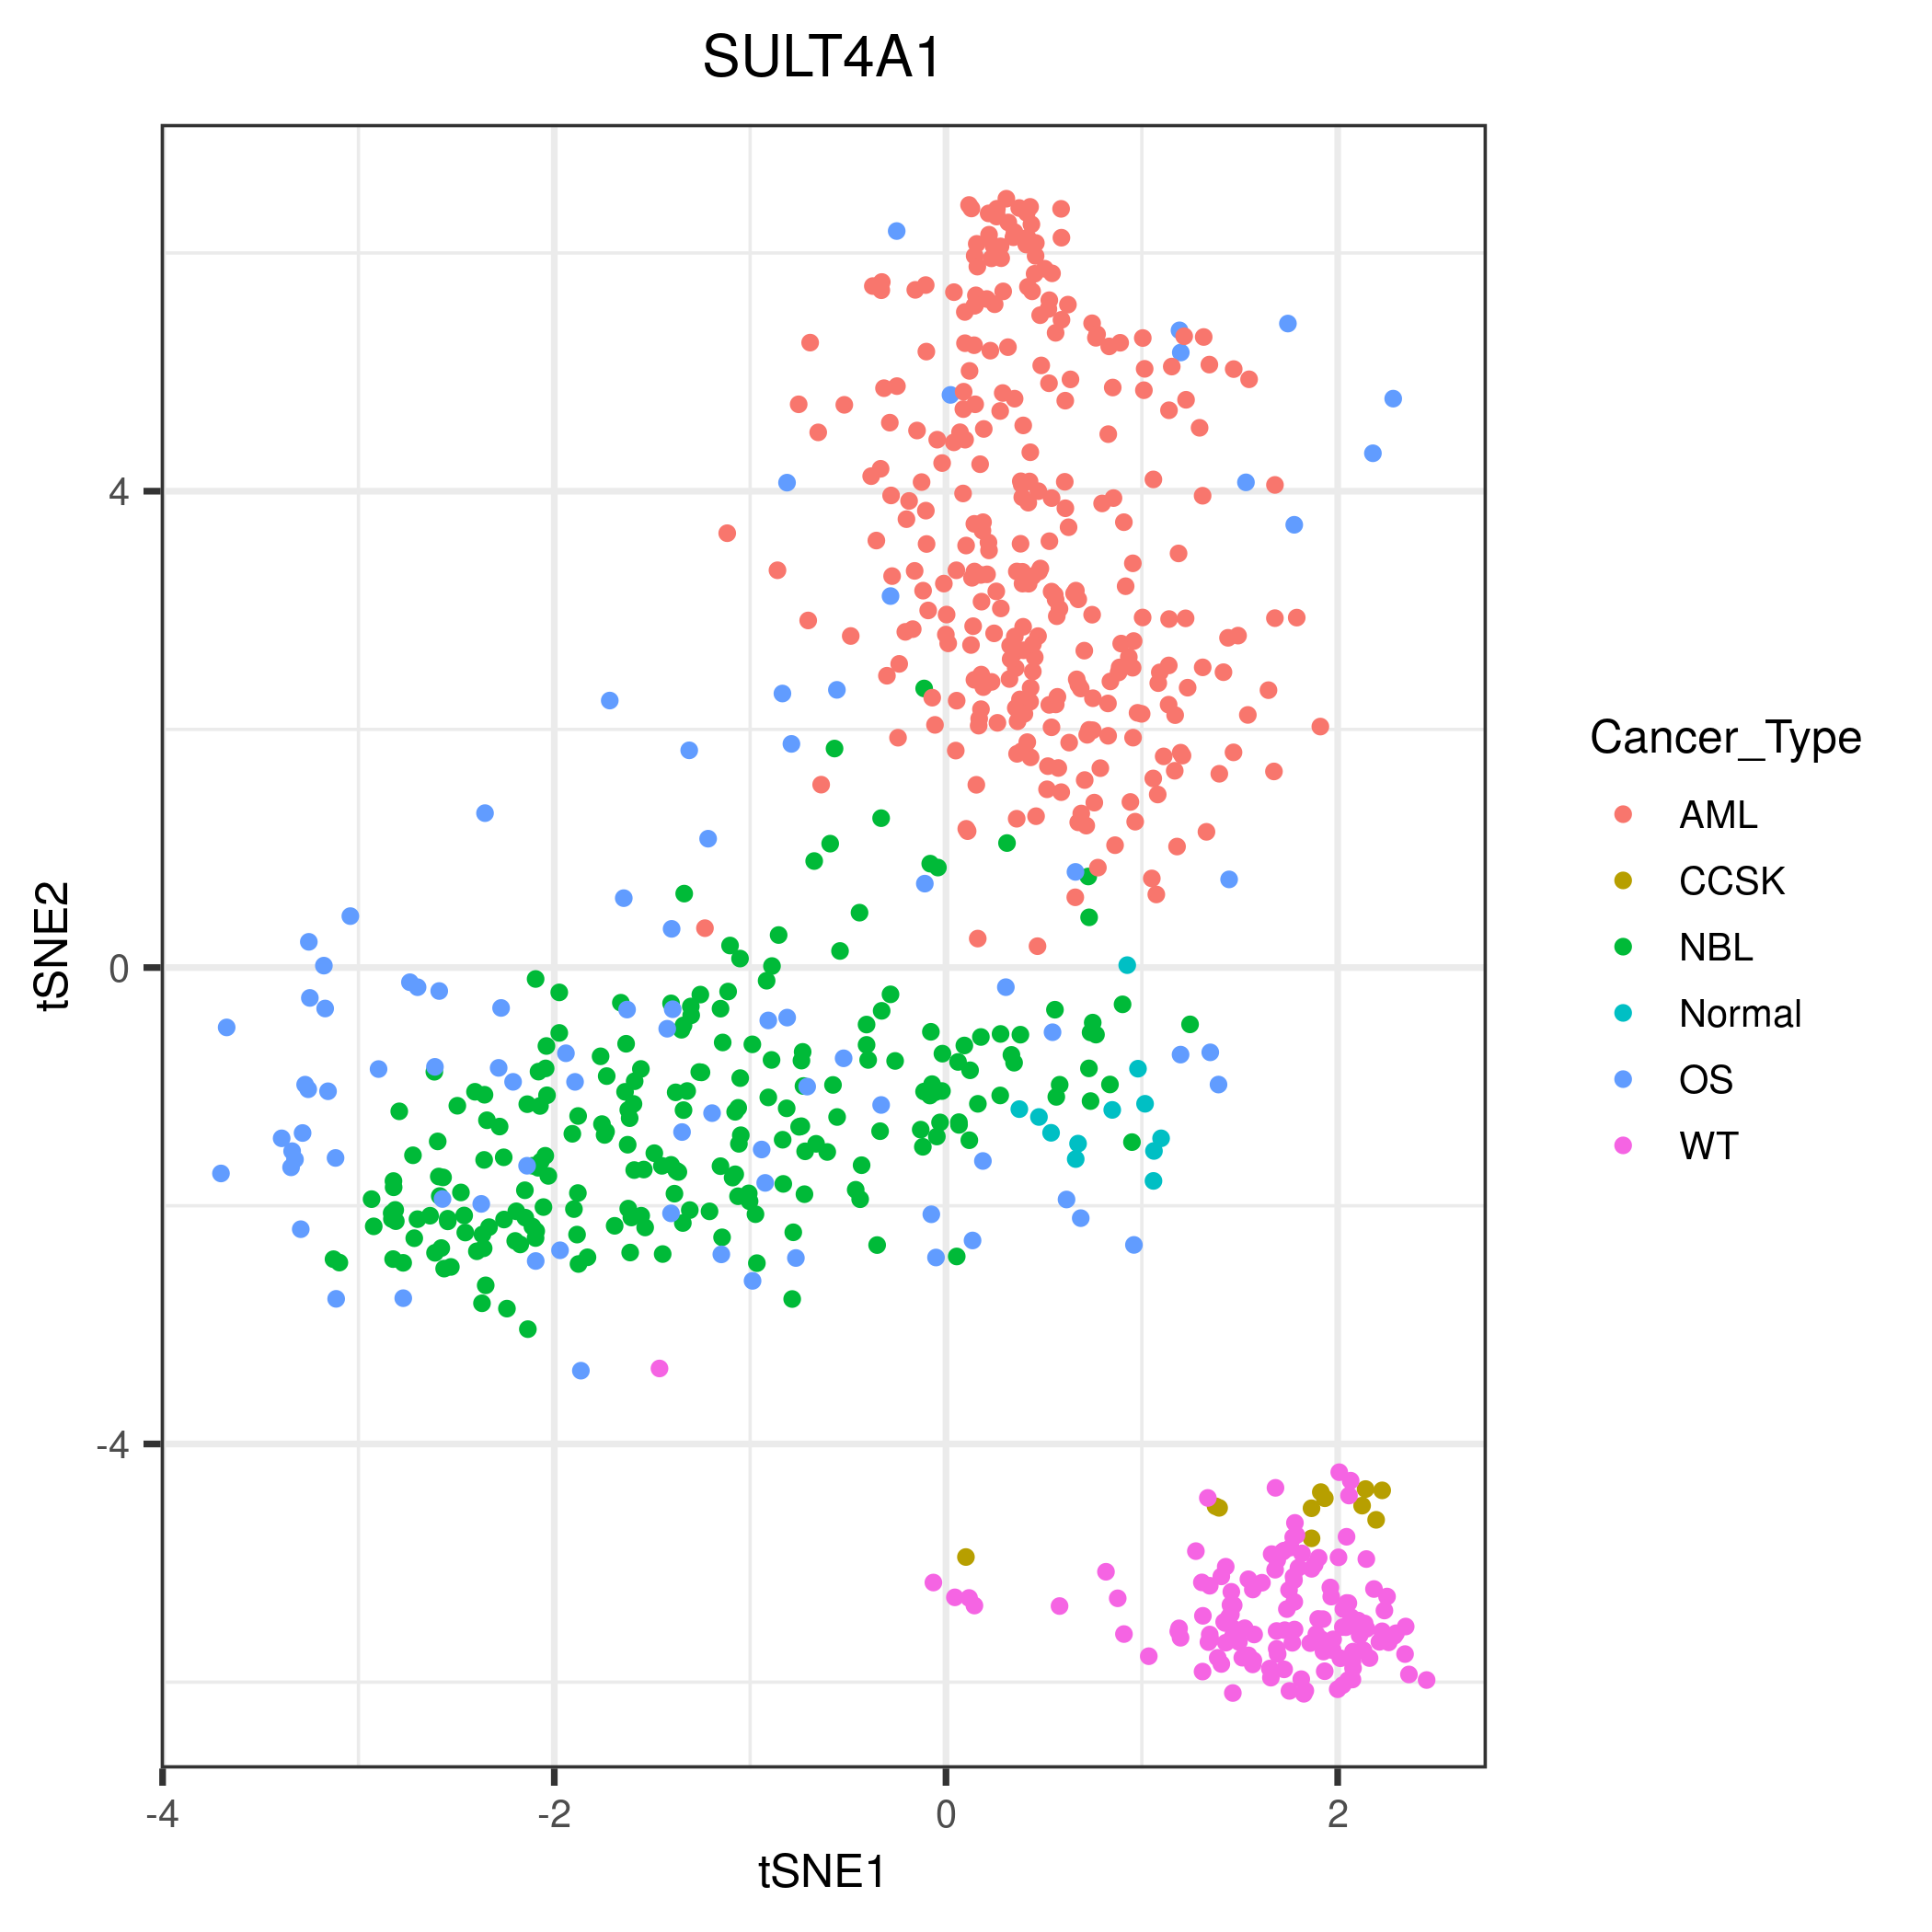 SULT4A1
tSNE2
4
0
-4
-4
-2
0
2
tSNE1
Cancer_Type
AML
CCSK
NBL
Normal
OS
WT